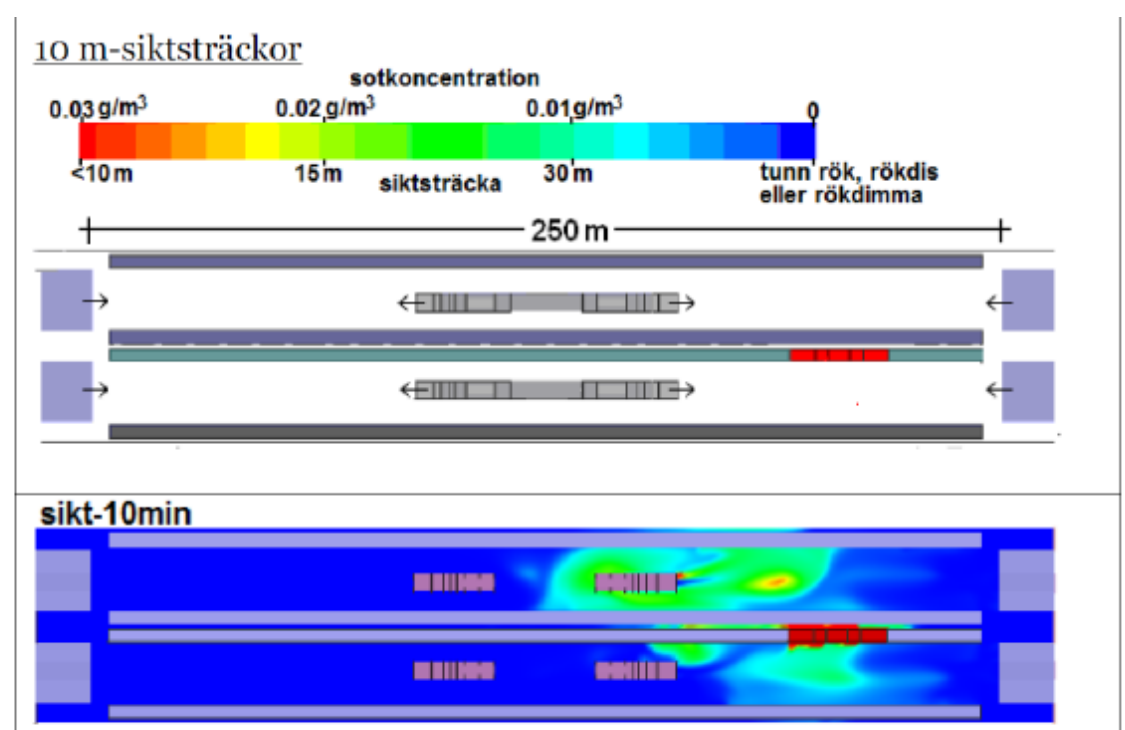 10 m-siktsträckor
sotkoncentration
0.03 g/m³ 0.02 g/m³ 0.01 g/m³ 0
<10 m 15 m siktsträcka 30 m tunn rök, rökdis
eller rökdimma
250 m
sikt-10min